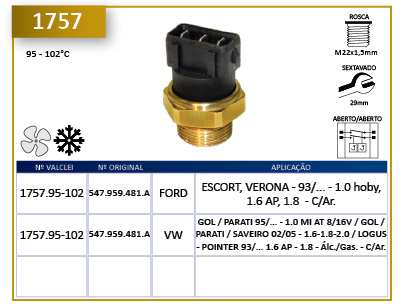 1757
95 - 102°C
ROSCA
M22x1,5mm
SEXTAVADO
29mm
ABERTO/ABERTO
Nº VALCLEI Nº ORIGINAL APLICAÇÃO
1757.95-102 547.959.481.A FORD ESCORT, VERONA - 93/... - 1.0 hoby,
1.6 AP, 1.8 - C/Ar.
1757.95-102 547.959.481.A VW GOL / PARATI 95/... - 1.0 MI AT 8/16V / GOL /
PARATI / SAVEIRO 02/05 - 1.6-1.8-2.0 / LOGUS
- POINTER 93/... 1.6 AP - 1.8 - Álc./Gas. - C/Ar.